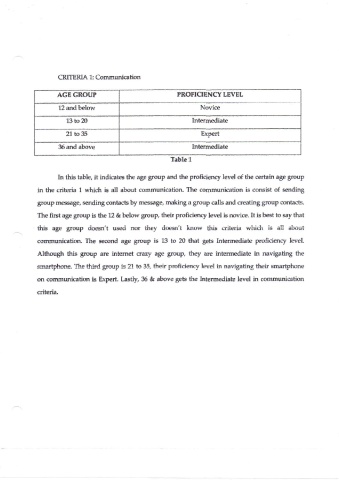 CRITERIA 1: Communication
AGE GROUP PROFICIENCY LEVEL
12 and below Novice
13 to 20 Intermediate
21 to 35 Expert
36 and above Intermediate
Table 1
In this table, it indicates the age group and the proficiency level of the certain age group
in the criteria 1 which is all about communication. The communication is consist of sending
group message, sending contacts by message, making a group calls and creating group contacts.
The first age group is the 12 & below group, their proficiency level is novice. It is best to say that
this age group doesn't used nor they doesn't know this criteria which is all about
communication. The second age group is 13 to 20 that gets Intermediate proficiency level.
Although this group are internet crazy age group, they are intermediate in navigating the
smartphone. The third group is 21 to 35, their proficiency level in navigating their smartphone
on communication is Expert. Lastly, 36 & above gets the Intermediate level in communication
criteria.